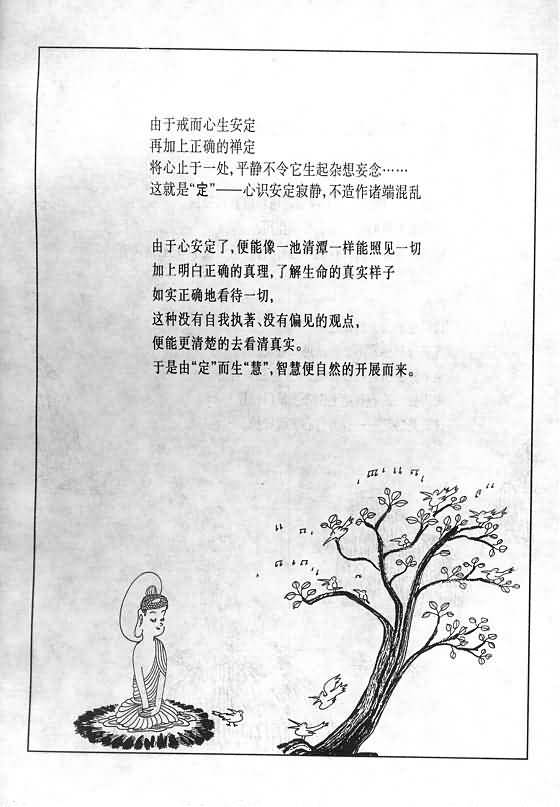 由于戒而心生安定
再加上正确的禅定
将心止于一处,平静不令它生起杂想妄念……
这就是“定”——心识安定寂静,不造作诸端混乱
由于心安定了,便能像一池清潭一样能照见一切
加上明白正确的真理,了解生命的真实样子
如实正确地看待一切,
这种没有自我执著、没有偏见的观点,
便能更清楚的去看清真实。
于是由“定”而生“慧”,智慧便自然的开展而来。